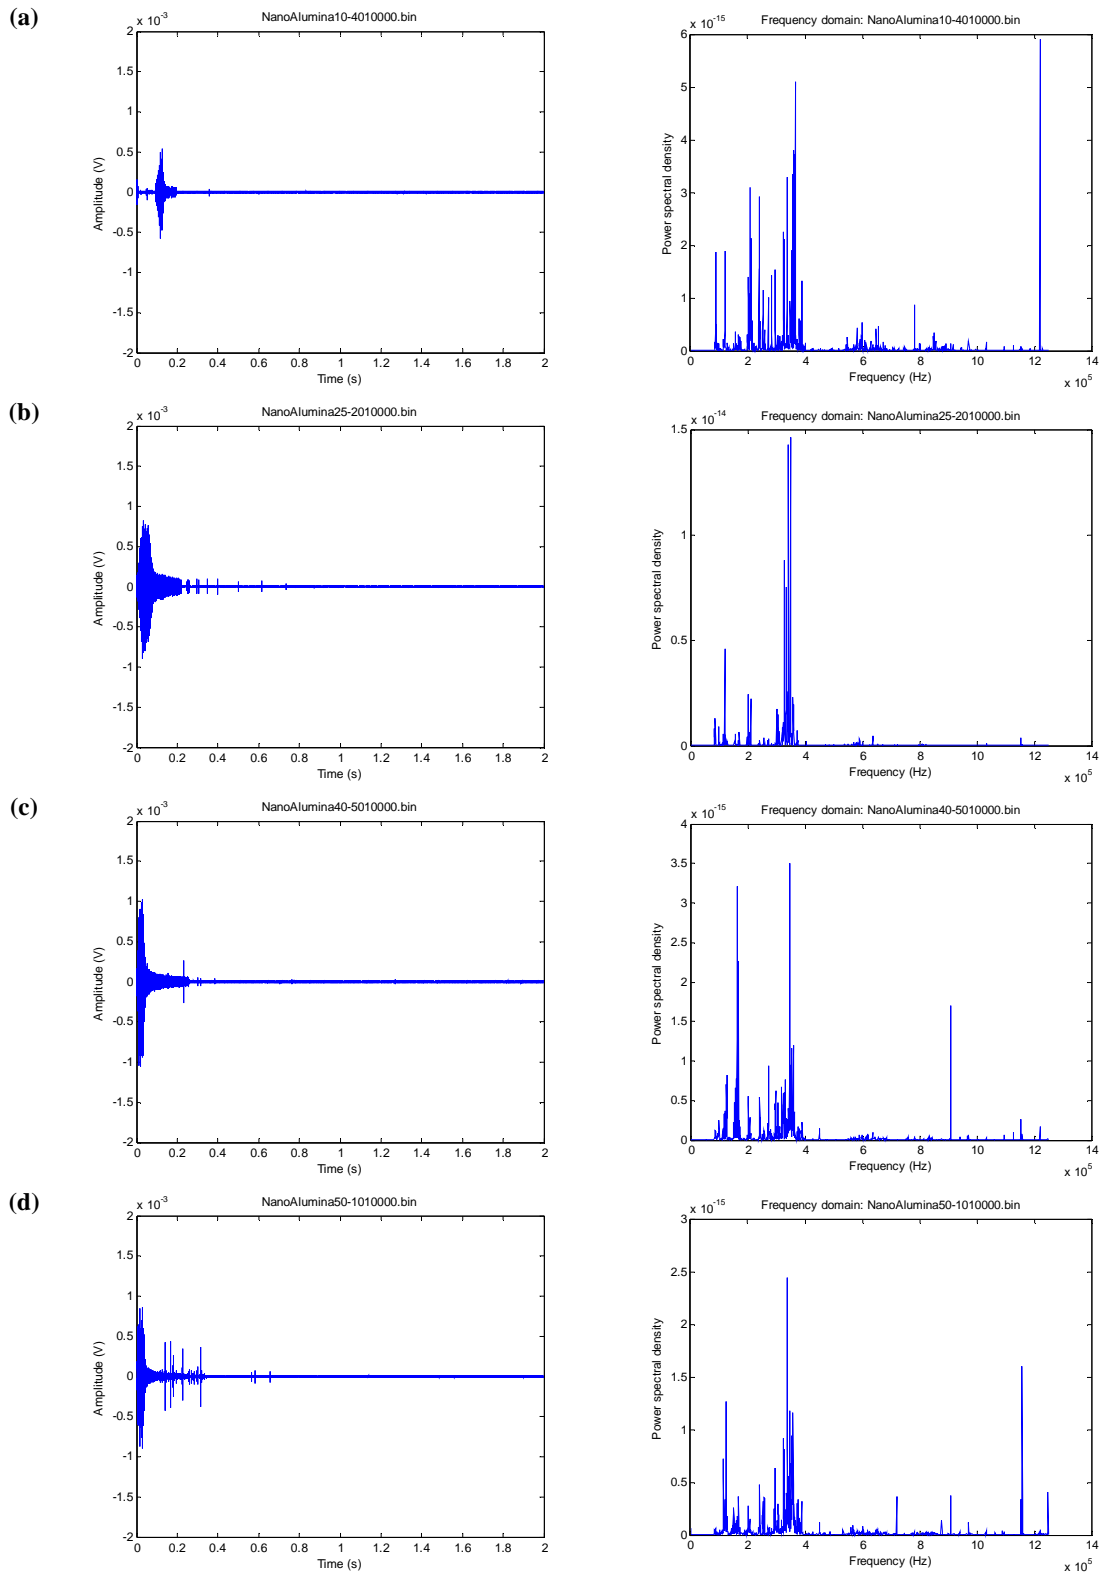 (a)
NanoAlumina10-4010000.bin
x 10-3
2
1.5
1
0.5
0
-0.5
-1
-1.5
-2
Amplitude (V)
0 0.2 0.4 0.6 0.8 1 1.2 1.4 1.6 1.8 2
Time (s)
Frequency domain: NanoAlumina10-4010000.bin
x 10-15
6
5
4
3
2
1
0
Power spectral density
0 2 4 6 8 10 12 14
x 105
Frequency (Hz)
(b)
NanoAlumina25-2010000.bin
x 10-3
2
1.5
1
0.5
0
-0.5
-1
-1.5
-2
Amplitude (V)
0 0.2 0.4 0.6 0.8 1 1.2 1.4 1.6 1.8 2
Time (s)
Frequency domain: NanoAlumina25-2010000.bin
x 10-14
1.5
1
0.5
0
Power spectral density
0 2 4 6 8 10 12 14
x 105
Frequency (Hz)
(c)
NanoAlumina40-5010000.bin
x 10-3
2
1.5
1
0.5
0
-0.5
-1
-1.5
-2
Amplitude (V)
0 0.2 0.4 0.6 0.8 1 1.2 1.4 1.6 1.8 2
Time (s)
Frequency domain: NanoAlumina40-5010000.bin
x 10-15
4
3.5
3
2.5
2
1.5
1
0.5
0
Power spectral density
0 2 4 6 8 10 12 14
x 105
Frequency (Hz)
(d)
NanoAlumina50-1010000.bin
x 10-3
2
1.5
1
0.5
0
-0.5
-1
-1.5
-2
Amplitude (V)
0 0.2 0.4 0.6 0.8 1 1.2 1.4 1.6 1.8 2
Time (s)
Frequency domain: NanoAlumina50-1010000.bin
x 10-15
3
2.5
2
1.5
1
0.5
0
Power spectral density
0 2 4 6 8 10 12 14
x 105
Frequency (Hz)